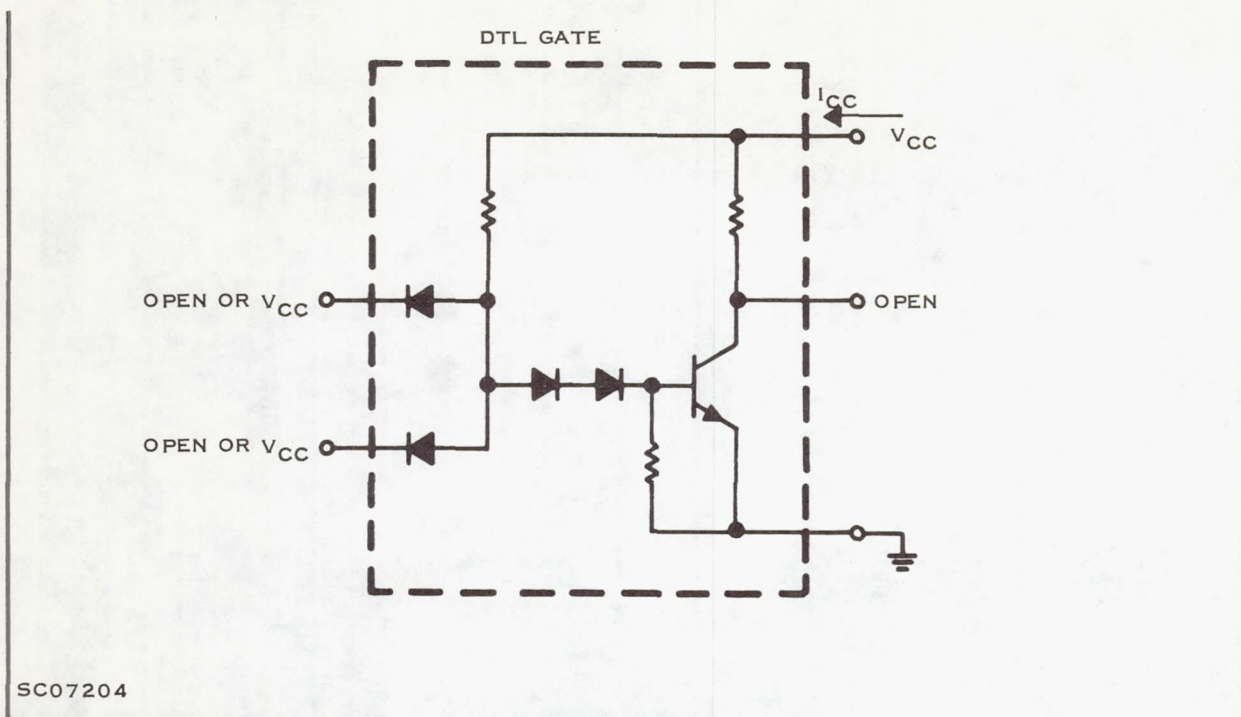 DTL GATE
ICC
VCC
OPEN OR VCC
OPEN
OPEN OR VCC
SC07204